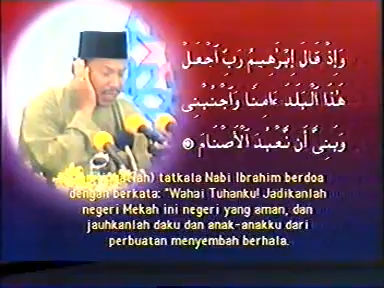 وَإِذْ قَالَ إِبْرَٰهِيمُ رَبِّ ٱجْعَلْ
هَٰذَا ٱلْبَلَدَ ءَامِنًا وَٱجْنُبْنِى
وَبَنِىَّ أَن نَّعْبُدَ ٱلْأَصْنَامَ
tatkala Nabi Ibrahim berdoa
dengan berkata: "Wahai Tuhanku! Jadikanlah
negeri Mekah ini negeri yang aman, dan
jauhkanlah daku dan anak-anakku dari
perbuatan menyembah berhala.